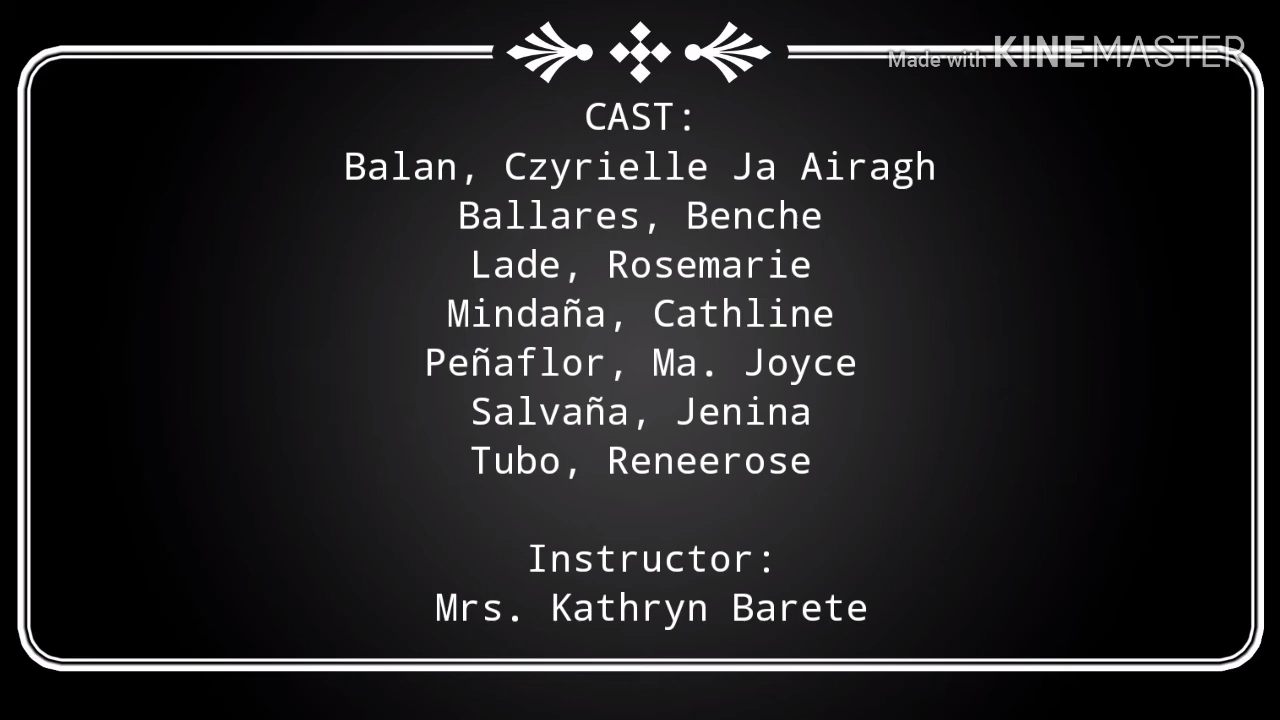 Made with KINEMASTER
CAST:
Balan, Czyrielle Ja Airagh
Ballares, Benche
Lade, Rosemarie
Mindaña, Cathline
Peñaflor, Ma. Joyce
Salvaña, Jenina
Tubo, Reneerose
Instructor:
Mrs. Kathryn Barete